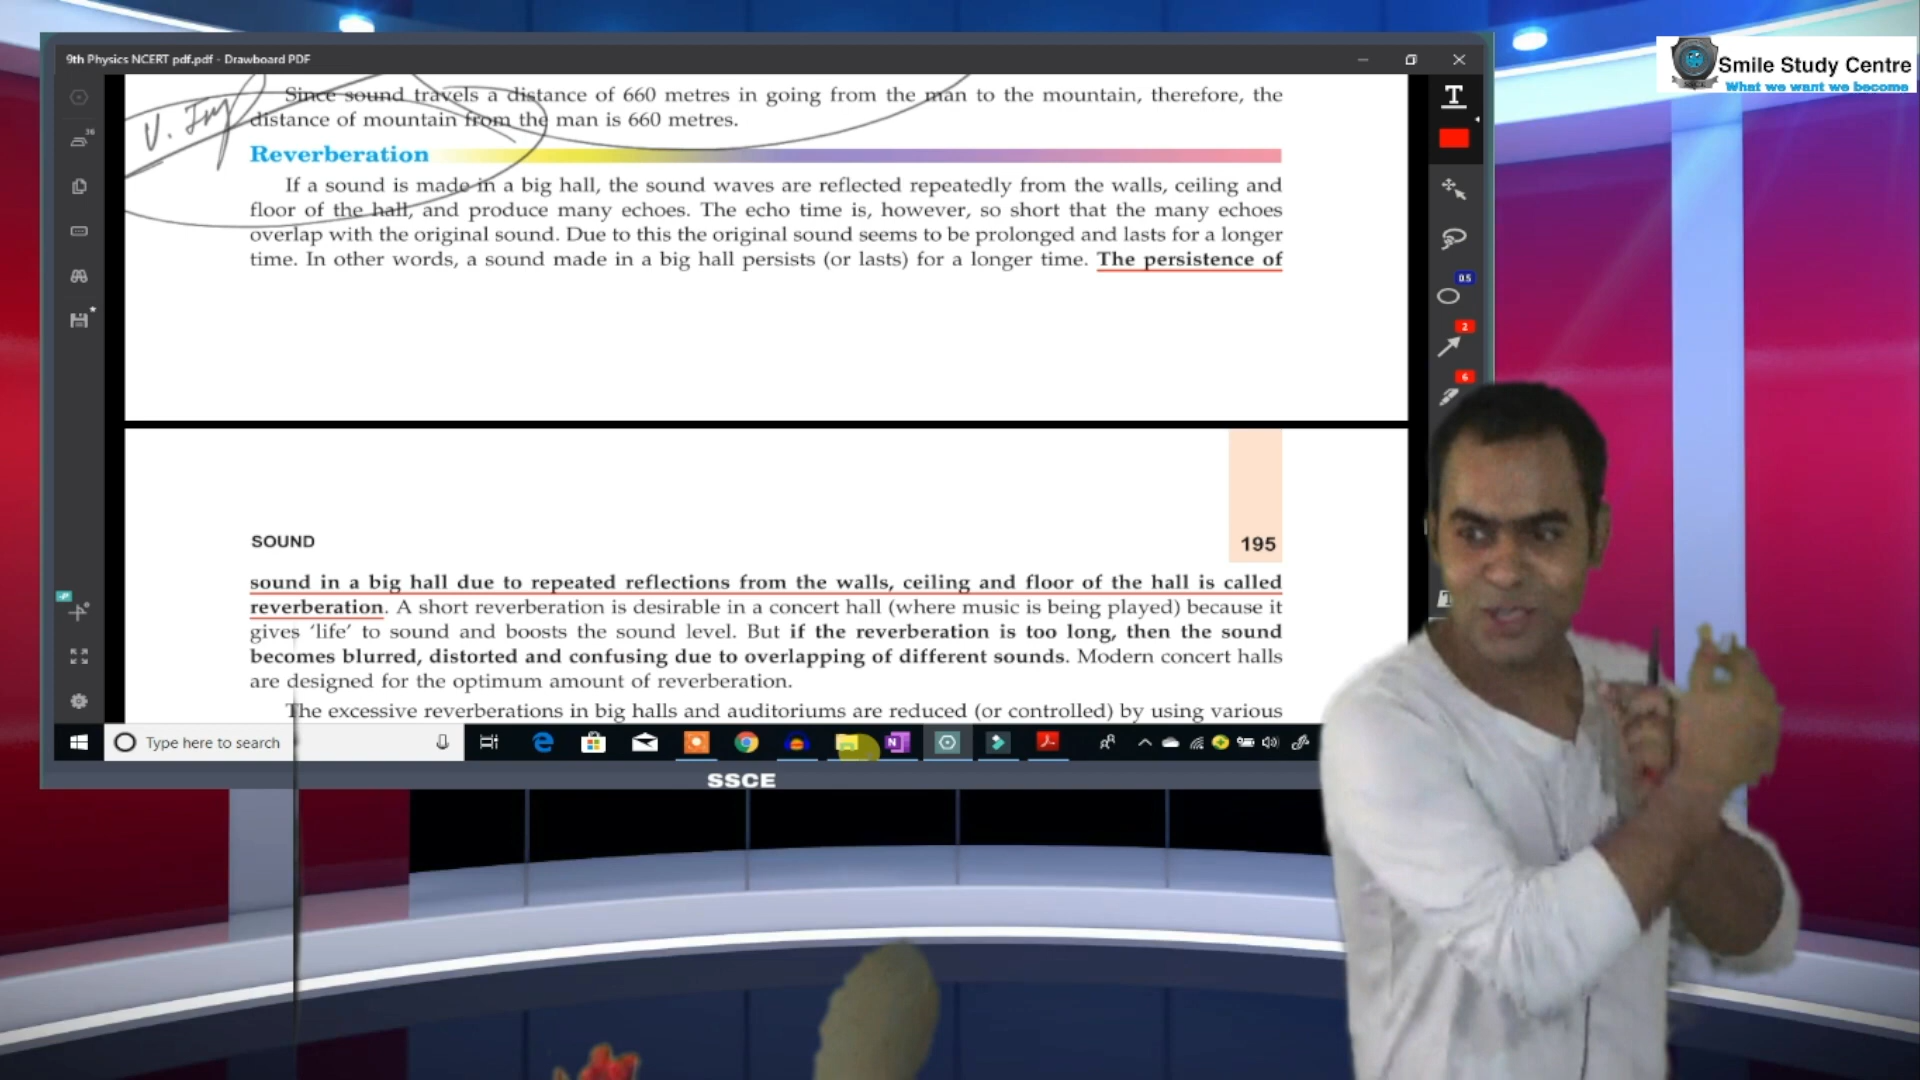 9th Physics NCERT pdf.pdf - Drawboard PDF
Smile Study Centre
What we want we become
V. Imp
Since sound travels a distance of 660 metres in going from the man to the mountain, therefore, the
distance of mountain from the man is 660 metres.
Reverberation
If a sound is made in a big hall, the sound waves are reflected repeatedly from the walls, ceiling and
floor of the hall, and produce many echoes. The echo time is, however, so short that the many echoes
overlap with the original sound. Due to this the original sound seems to be prolonged and lasts for a longer
time. In other words, a sound made in a big hall persists (or lasts) for a longer time. The persistence of
T
36
0.5
2
6
SOUND
195
sound in a big hall due to repeated reflections from the walls, ceiling and floor of the hall is called
reverberation. A short reverberation is desirable in a concert hall (where music is being played) because it
gives ‘life’ to sound and boosts the sound level. But if the reverberation is too long, then the sound
becomes blurred, distorted and confusing due to overlapping of different sounds. Modern concert halls
are designed for the optimum amount of reverberation.
The excessive reverberations in big halls and auditoriums are reduced (or controlled) by using various
Type here to search
SSCE